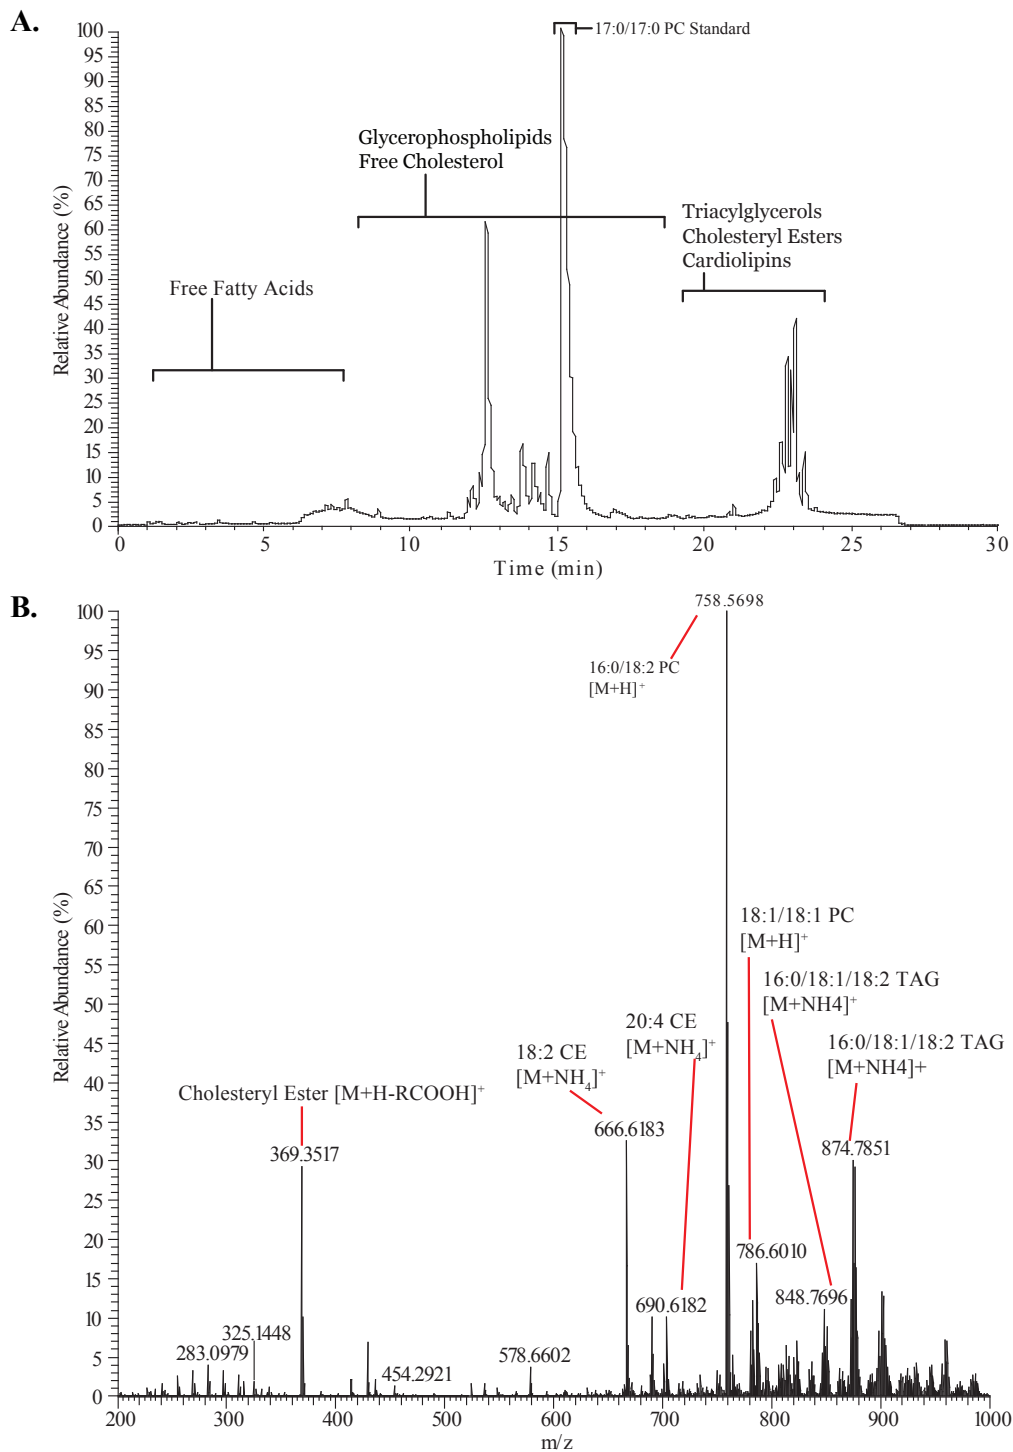 A.
17:0/17:0 PC Standard
Glycerophospholipids
Free Cholesterol
Triacylglycerols
Cholesteryl Esters
Cardiolipins
Free Fatty Acids
Relative Abundance (%)
100
95
90
85
80
75
70
65
60
55
50
45
40
35
30
25
20
15
10
5
0
0 5 10 15 20 25 30
Time (min)
B.
758.5698
16:0/18:2 PC
[M+H]+
18:1/18:1 PC
[M+H]+
16:0/18:1/18:2 TAG
[M+NH4]+
20:4 CE
[M+NH4]+
16:0/18:1/18:2 TAG
[M+NH4]+
18:2 CE
[M+NH4]+
Cholesteryl Ester [M+H-RCOOH]+
666.6183
369.3517
874.7851
786.6010
690.6182
848.7696
325.1448
283.0979
454.2921
578.6602
Relative Abundance (%)
100
95
90
85
80
75
70
65
60
55
50
45
40
35
30
25
20
15
10
5
0
200 300 400 500 600 700 800 900 1000
m/z